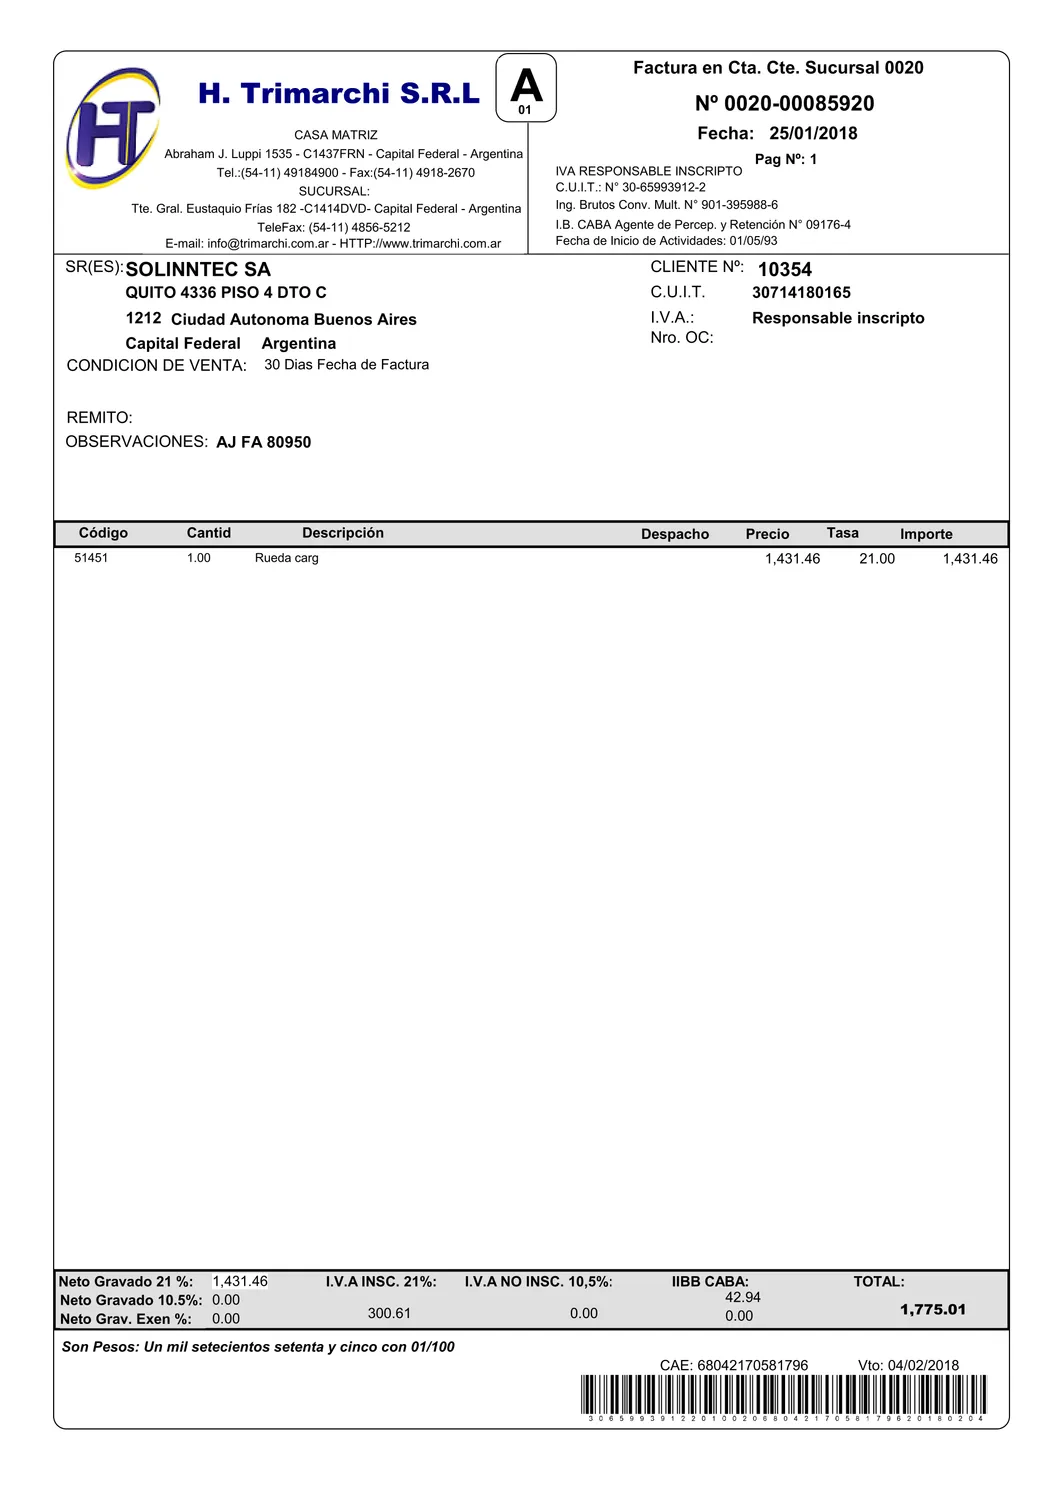 HT
H. Trimarchi S.R.L
A
01
CASA MATRIZ
Abraham J. Luppi 1535 - C1437FRN - Capital Federal - Argentina
Tel.:(54-11) 49184900 - Fax:(54-11) 4918-2670
SUCURSAL:
Tte. Gral. Eustaquio Frías 182 -C1414DVD- Capital Federal - Argentina
TeleFax: (54-11) 4856-5212
E-mail: info@trimarchi.com.ar - HTTP://www.trimarchi.com.ar
Factura en Cta. Cte. Sucursal 0020
Nº 0020-00085920
Fecha: 25/01/2018
Pag Nº: 1
IVA RESPONSABLE INSCRIPTO
C.U.I.T.: N° 30-65993912-2
Ing. Brutos Conv. Mult. N° 901-395988-6
I.B. CABA Agente de Percep. y Retención N° 09176-4
Fecha de Inicio de Actividades: 01/05/93
SR(ES): SOLINNTEC SA
QUITO 4336 PISO 4 DTO C
1212 Ciudad Autonoma Buenos Aires
Capital Federal Argentina
CONDICION DE VENTA: 30 Dias Fecha de Factura
CLIENTE Nº: 10354
C.U.I.T. 30714180165
I.V.A.: Responsable inscripto
Nro. OC:
REMITO:
OBSERVACIONES: AJ FA 80950
Código Cantid Descripción Despacho Precio Tasa Importe
51451 1.00 Rueda carg 1,431.46 21.00 1,431.46
Neto Gravado 21 %: 1,431.46 I.V.A INSC. 21%: I.V.A NO INSC. 10,5%: IIBB CABA: TOTAL:
Neto Gravado 10.5%: 0.00 300.61 0.00 42.94 1,775.01
Neto Grav. Exen %: 0.00 0.00
Son Pesos: Un mil setecientos setenta y cinco con 01/100
CAE: 68042170581796 Vto: 04/02/2018
306599391220100206804217058179620180204